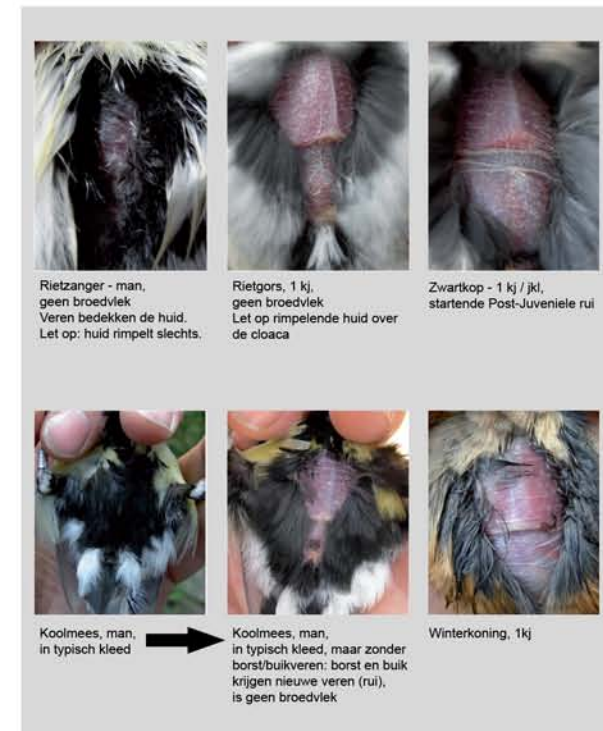 Rietzanger - man,
geen broedvlek
Veren bedekken de huid.
Let op: huid rimpelt slechts.
Rietgors, 1 kj,
geen broedvlek
Let op rimpelende huid over
de cloaca
Zwartkop - 1 kj / jkl,
startende Post-Juveniele rui
Koolmees, man,
in typisch kleed
Koolmees, man,
in typisch kleed, maar zonder
borst/buikveren: borst en buik
krijgen nieuwe veren (rui),
is geen broedvlek
Winterkoning, 1kj